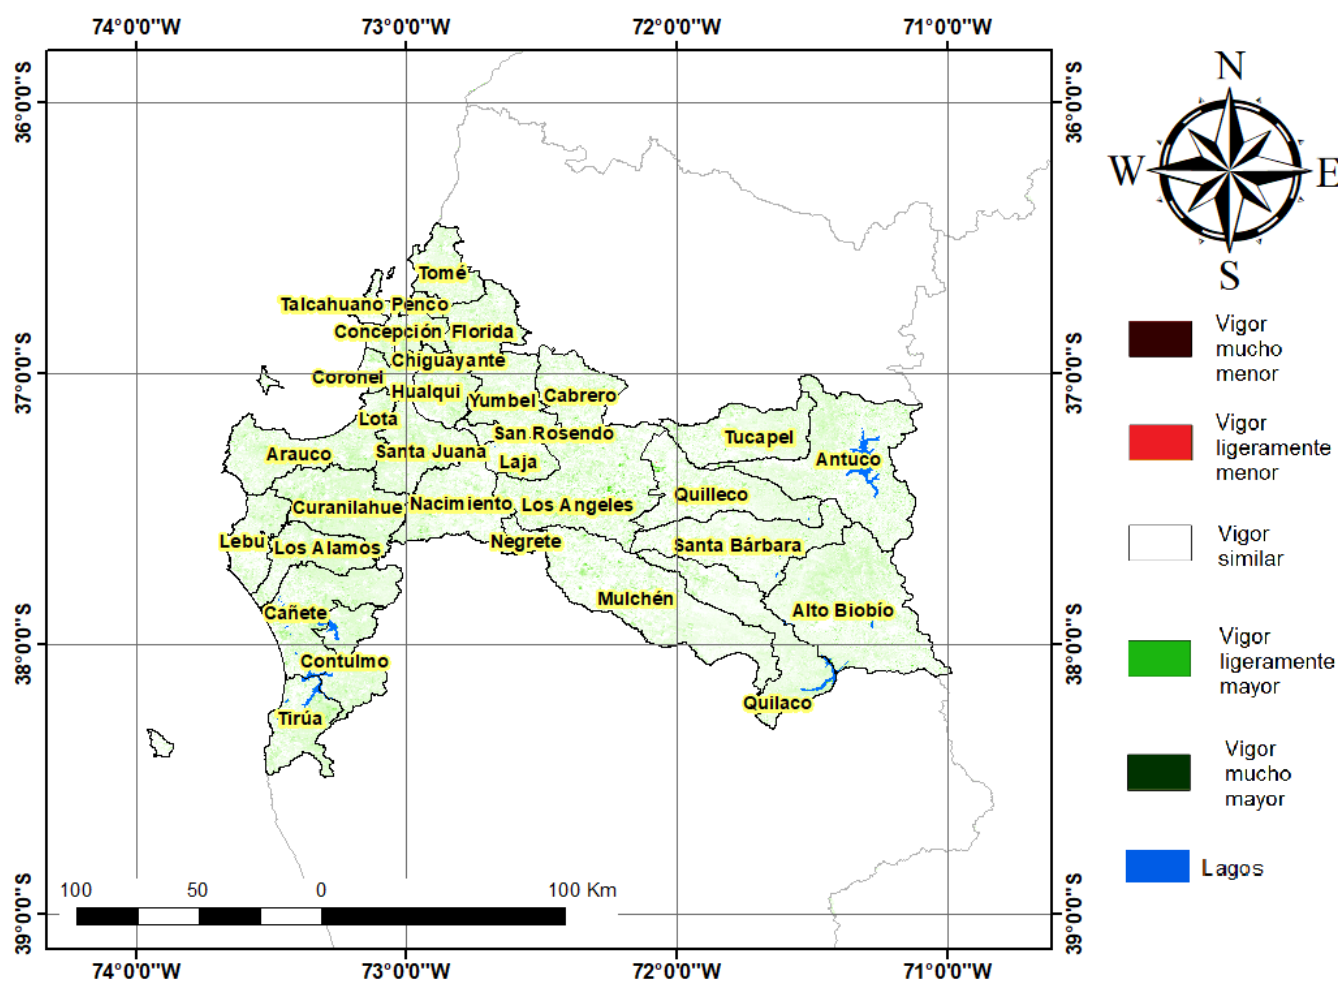 74°0'0"W 73°0'0"W 72°0'0"W 71°0'0"W
36°0'0"S
36°0'0"S
37°0'0"S
37°0'0"S
38°0'0"S
38°0'0"S
39°0'0"S
39°0'0"S
Tomé
Talcahuano Penco
Concepción Florida
Chiguayante
Coronel
Hualqui
Yumbel
Cabrero
Lota
San Rosendo
Tucapel
Arauco
Santa Juana
Laja
Antuco
Quilleco
Curanilahue
Nacimiento
Los Angeles
Lebu
Los Alamos
Negrete
Santa Bárbara
Cañete
Mulchén
Alto Biobío
Contulmo
Quilaco
Tirúa
100 50 0 100 Km
74°0'0"W 73°0'0"W 72°0'0"W 71°0'0"W
N
W
E
S
Vigor
mucho
menor
Vigor
ligeramente
menor
Vigor
similar
Vigor
ligeramente
mayor
Vigor
mucho
mayor
Lagos